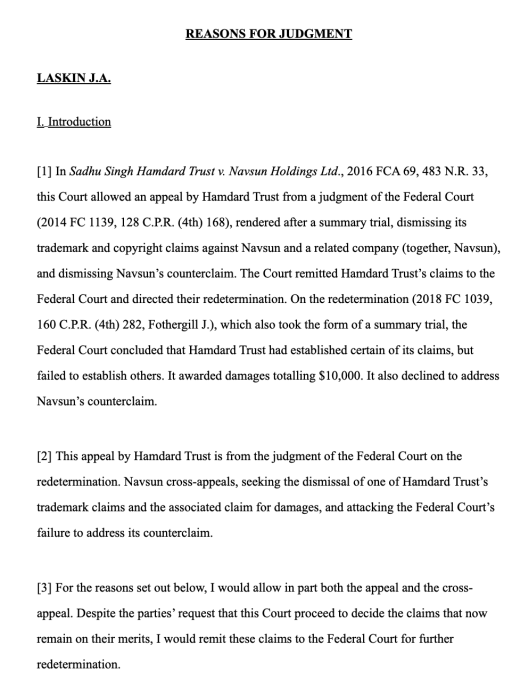 REASONS FOR JUDGMENT
LASKIN J.A.
I. Introduction
[1] In Sadhu Singh Hamdard Trust v. Navsun Holdings Ltd., 2016 FCA 69, 483 N.R. 33,
this Court allowed an appeal by Hamdard Trust from a judgment of the Federal Court
(2014 FC 1139, 128 C.P.R. (4th) 168), rendered after a summary trial, dismissing its
trademark and copyright claims against Navsun and a related company (together, Navsun),
and dismissing Navsun’s counterclaim. The Court remitted Hamdard Trust’s claims to the
Federal Court and directed their redetermination. On the redetermination (2018 FC 1039,
160 C.P.R. (4th) 282, Fothergill J.), which also took the form of a summary trial, the
Federal Court concluded that Hamdard Trust had established certain of its claims, but
failed to establish others. It awarded damages totalling $10,000. It also declined to address
Navsun’s counterclaim.
[2] This appeal by Hamdard Trust is from the judgment of the Federal Court on the
redetermination. Navsun cross-appeals, seeking the dismissal of one of Hamdard Trust’s
trademark claims and the associated claim for damages, and attacking the Federal Court’s
failure to address its counterclaim.
[3] For the reasons set out below, I would allow in part both the appeal and the cross-
appeal. Despite the parties’ request that this Court proceed to decide the claims that now
remain on their merits, I would remit these claims to the Federal Court for further
redetermination.